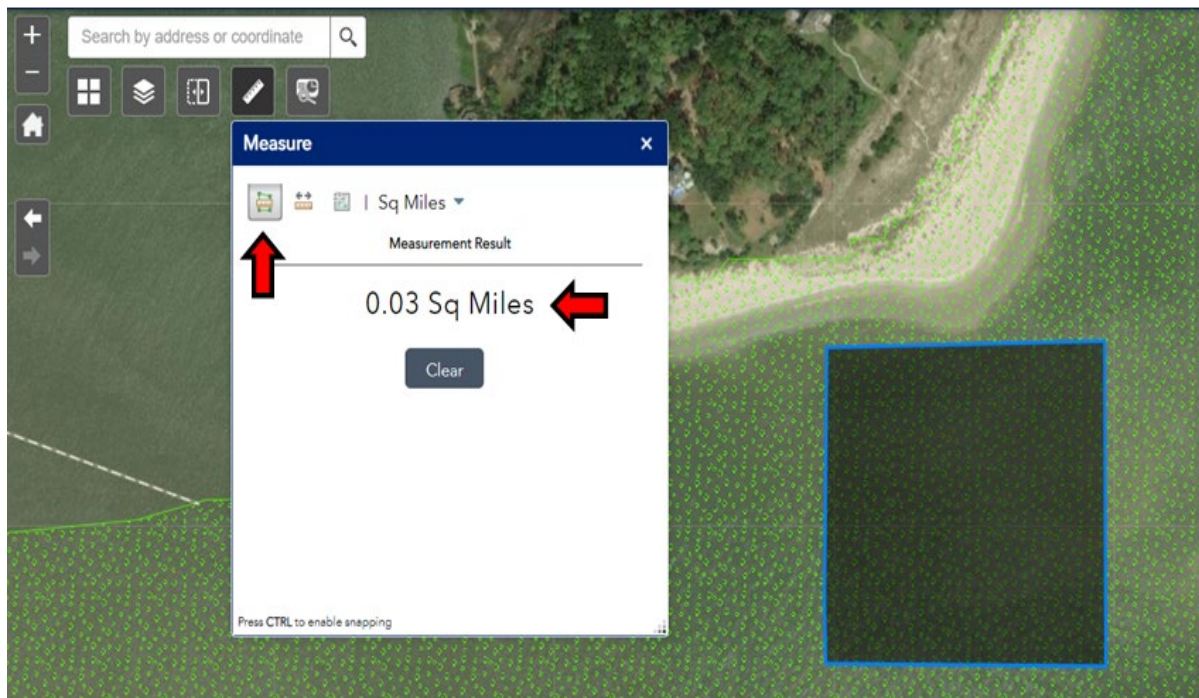 Search by address or coordinate
Measure
Sq Miles
Measurement Result
0.03 Sq Miles
Clear
Press CTRL to enable snapping